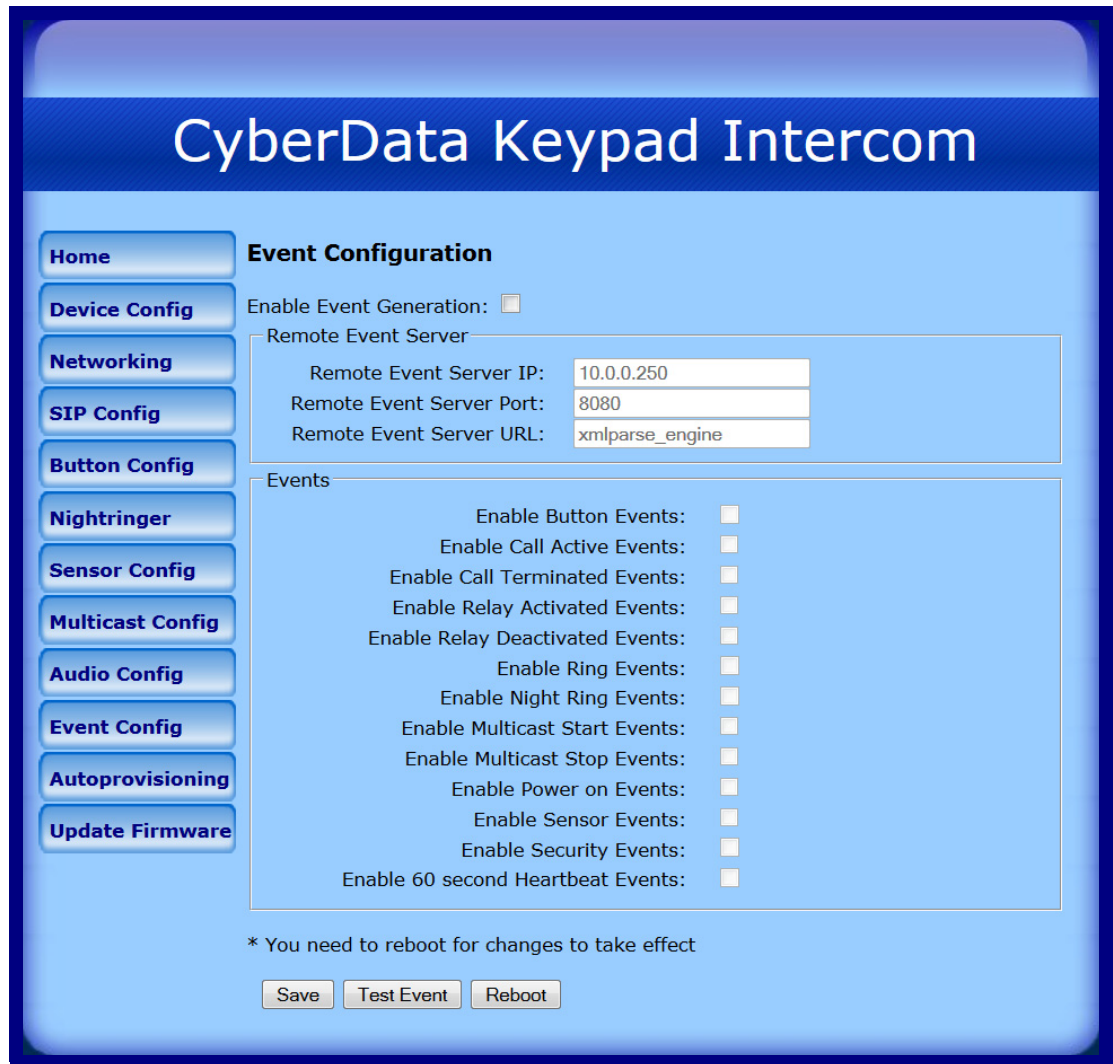 CyberData Keypad Intercom
Home
Device Config
Networking
SIP Config
Button Config
Nightringer
Sensor Config
Multicast Config
Audio Config
Event Config
Autoprovisioning
Update Firmware
Event Configuration
Enable Event Generation:
Remote Event Server
Remote Event Server IP: 10.0.0.250
Remote Event Server Port: 8080
Remote Event Server URL: xmlparse_engine
Events
Enable Button Events:
Enable Call Active Events:
Enable Call Terminated Events:
Enable Relay Activated Events:
Enable Relay Deactivated Events:
Enable Ring Events:
Enable Night Ring Events:
Enable Multicast Start Events:
Enable Multicast Stop Events:
Enable Power on Events:
Enable Sensor Events:
Enable Security Events:
Enable 60 second Heartbeat Events:
* You need to reboot for changes to take effect
Save Test Event Reboot